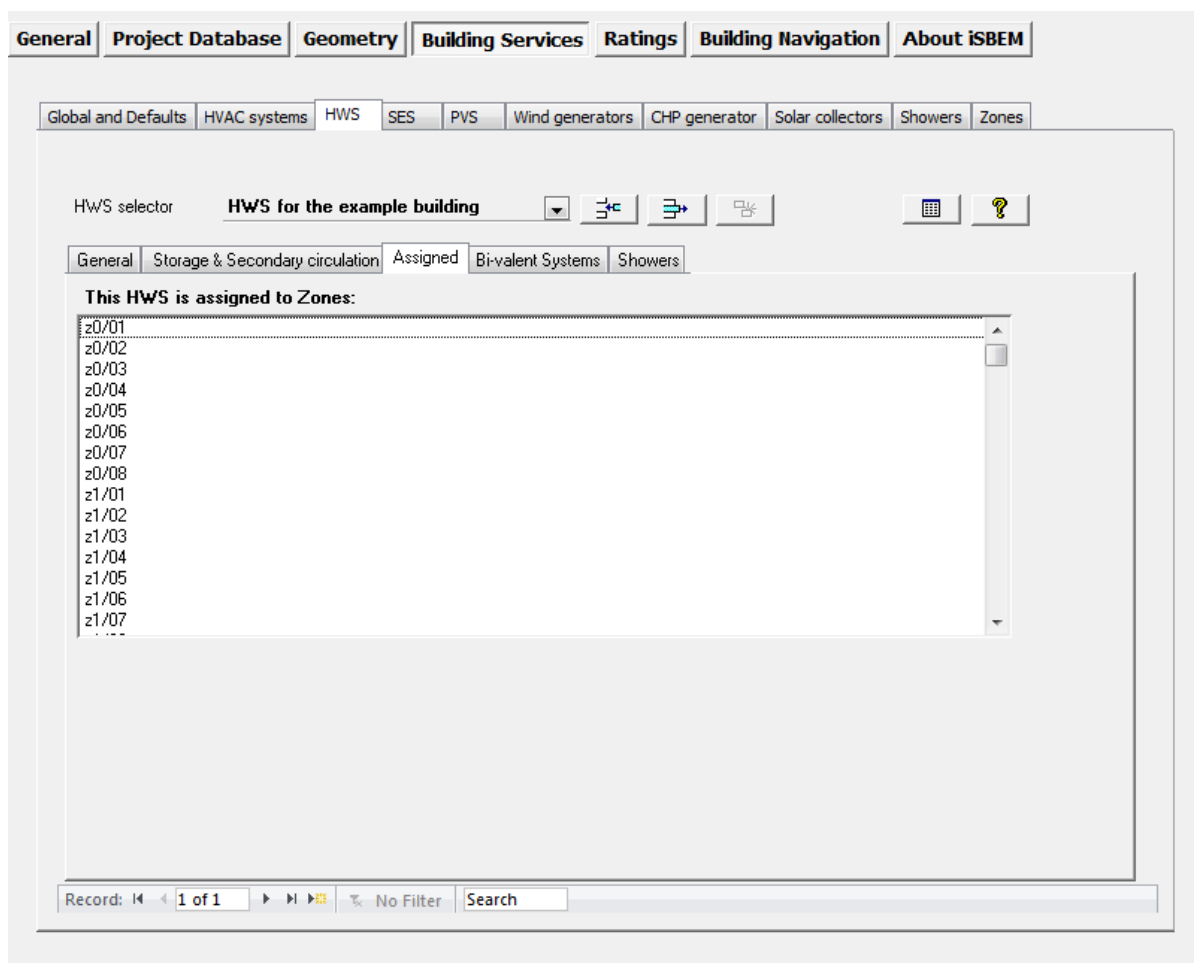 General Project Database Geometry Building Services Ratings Building Navigation About iSBEM
Global and Defaults HVAC systems HWS SES PVS Wind generators CHP generator Solar collectors Showers Zones
HWS selector HWS for the example building
General Storage & Secondary circulation Assigned Bi-valent Systems Showers
This HWS is assigned to Zones:
z0/01
z0/02
z0/03
z0/04
z0/05
z0/06
z0/07
z0/08
z1/01
z1/02
z1/03
z1/04
z1/05
z1/06
z1/07
Record: 1 of 1 No Filter Search